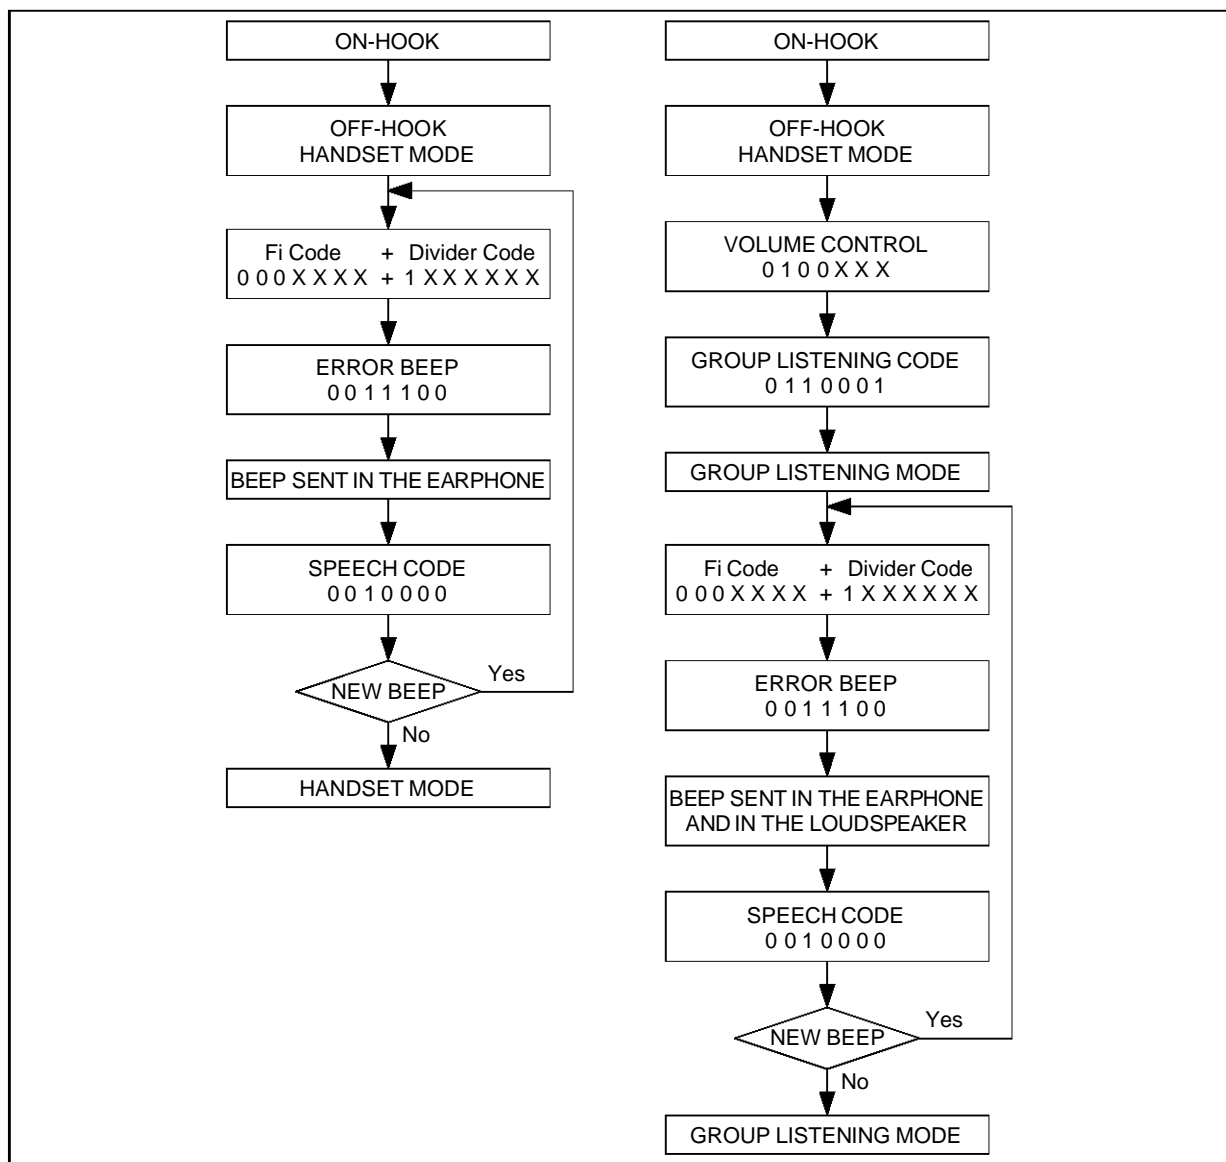 ON-HOOK
OFF-HOOK
HANDSET MODE
Fi Code + Divider Code
0 0 0 X X X X + 1 X X X X X X
ERROR BEEP
0 0 1 1 1 0 0
BEEP SENT IN THE EARPHONE
SPEECH CODE
0 0 1 0 0 0 0
NEW BEEP
Yes
No
HANDSET MODE
ON-HOOK
OFF-HOOK
HANDSET MODE
VOLUME CONTROL
0 1 0 0 X X X
GROUP LISTENING CODE
0 1 1 0 0 0 1
GROUP LISTENING MODE
Fi Code + Divider Code
0 0 0 X X X X + 1 X X X X X X
ERROR BEEP
0 0 1 1 1 0 0
BEEP SENT IN THE EARPHONE
AND IN THE LOUDSPEAKER
SPEECH CODE
0 0 1 0 0 0 0
NEW BEEP
Yes
No
GROUP LISTENING MODE